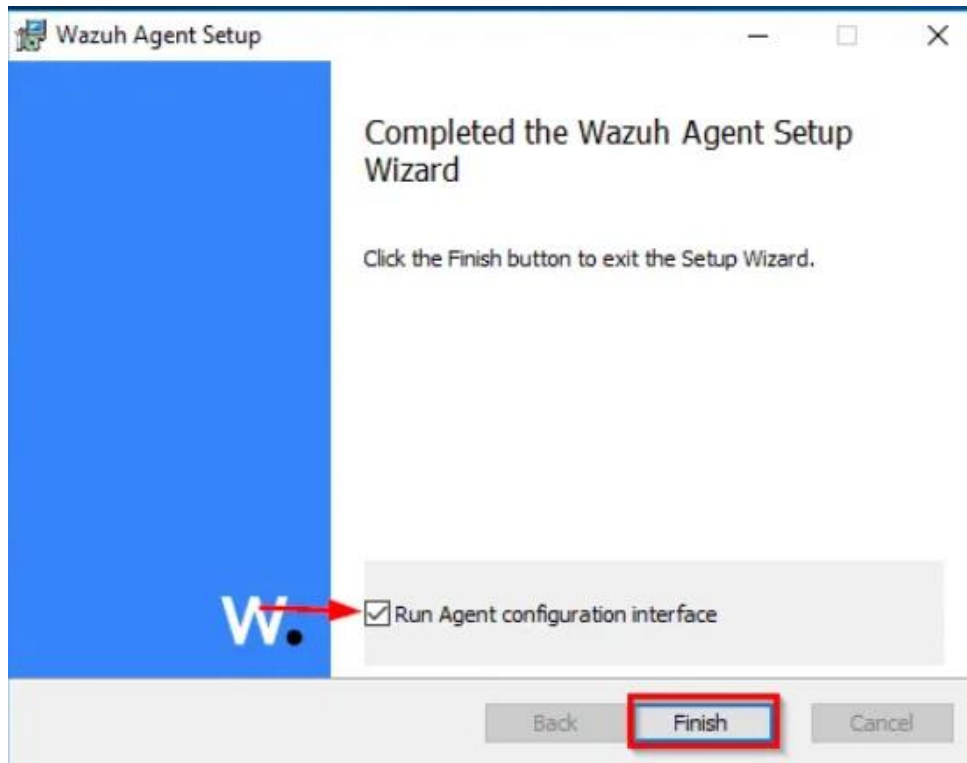 Wazuh Agent Setup
Completed the Wazuh Agent Setup
Wizard
Click the Finish button to exit the Setup Wizard.
W.
Run Agent configuration interface
Back
Finish
Cancel